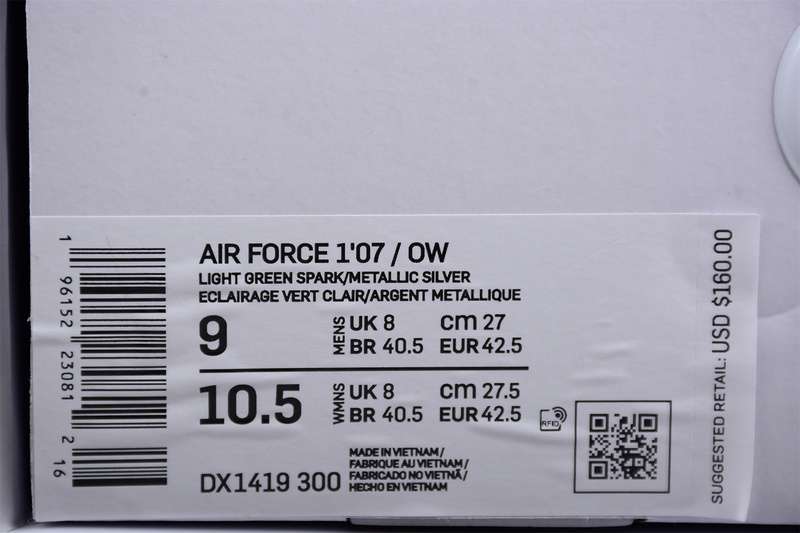 AIR FORCE 1'07 / OW
LIGHT GREEN SPARK/METALLIC SILVER
ECLAIRAGE VERT CLAIR/ARGENT METALLIQUE
9 MENS UK 8 CM 27
BR 40.5 EUR 42.5
10.5 WMNS UK 8 CM 27.5
BR 40.5 EUR 42.5
RFID
DX1419 300
MADE IN VIETNAM/
FABRIQUE AU VIETNAM/
FABRICADO NO VIETNÃ/
HECHO EN VIETNAM
1 96152 23081 2 16
SUGGESTED RETAIL: USD $160.00